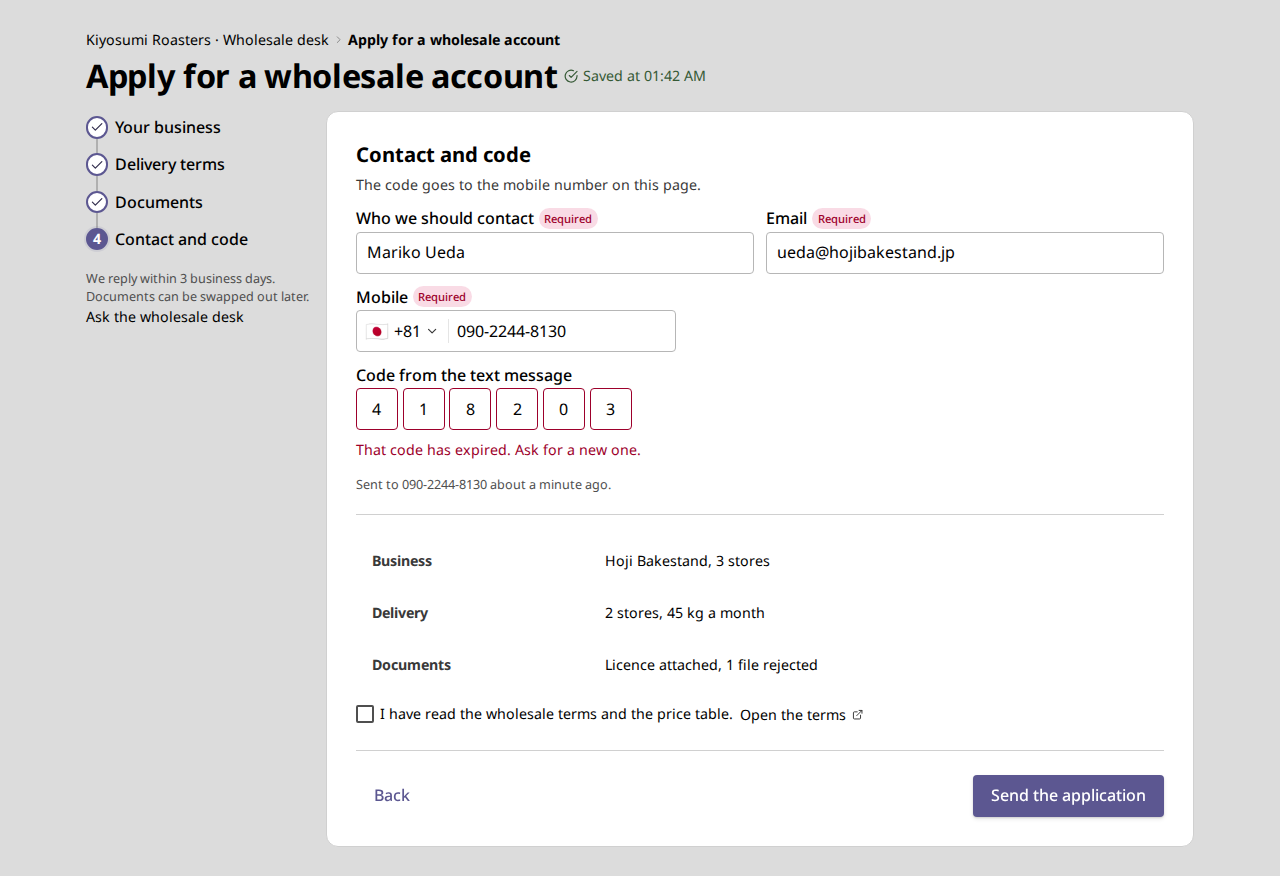 Kiyosumi Roasters · Wholesale desk › Apply for a wholesale account
Apply for a wholesale account Saved at 01:42 AM
Your business
Delivery terms
Documents
4 Contact and code
We reply within 3 business days.
Documents can be swapped out later.
Ask the wholesale desk
Contact and code
The code goes to the mobile number on this page.
Who we should contact Required
Mariko Ueda
Email Required
ueda@hojibakestand.jp
Mobile Required
+81 090-2244-8130
Code from the text message
4 1 8 2 0 3
That code has expired. Ask for a new one.
Sent to 090-2244-8130 about a minute ago.
Business Hoji Bakestand, 3 stores
Delivery 2 stores, 45 kg a month
Documents Licence attached, 1 file rejected
I have read the wholesale terms and the price table. Open the terms
Back Send the application